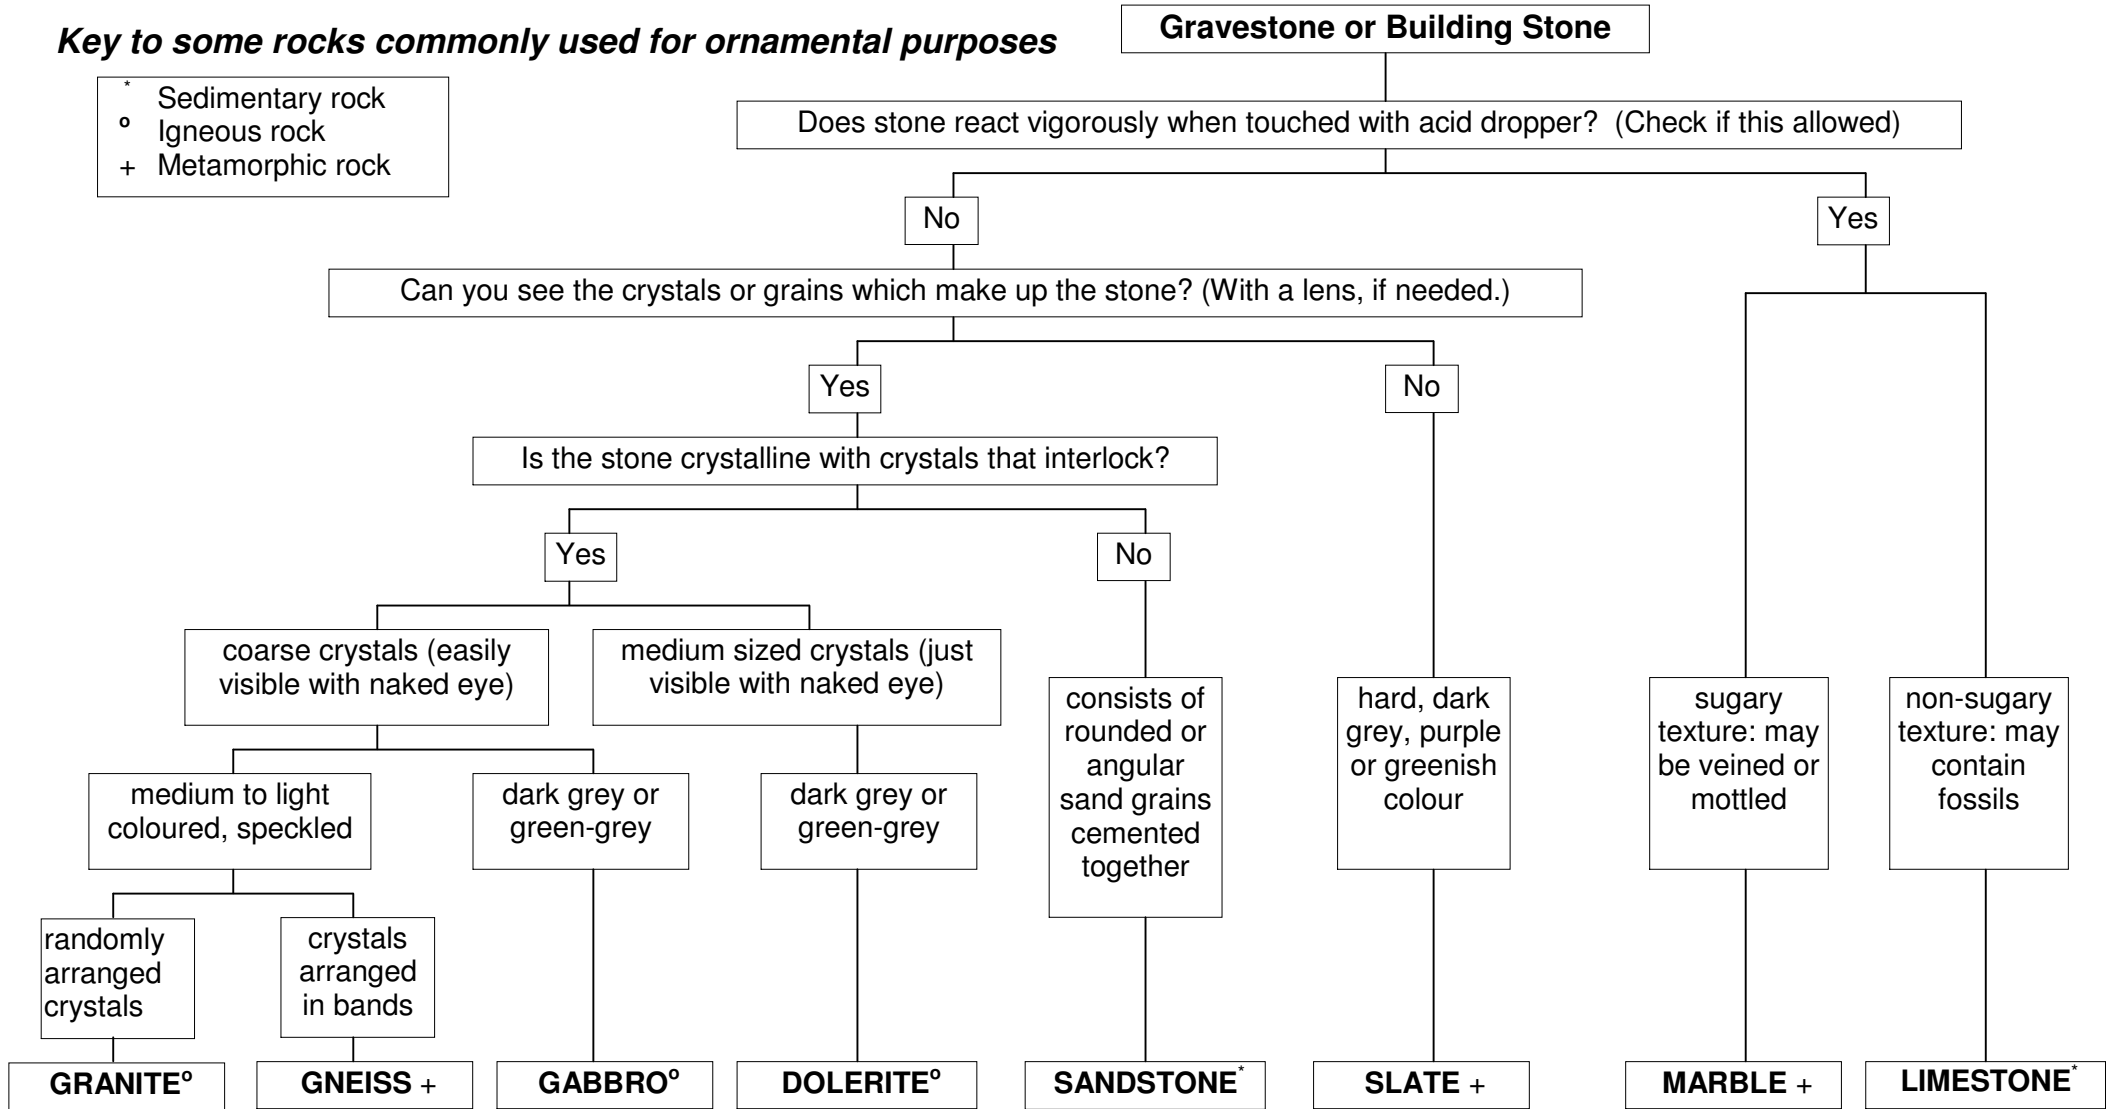 Key to some rocks commonly used for ornamental purposes
Gravestone or Building Stone
* Sedimentary rock
o Igneous rock
+ Metamorphic rock
Does stone react vigorously when touched with acid dropper? (Check if this allowed)
No
Yes
Can you see the crystals or grains which make up the stone? (With a lens, if needed.)
Yes
No
Is the stone crystalline with crystals that interlock?
Yes
No
coarse crystals (easily
visible with naked eye)
medium sized crystals (just
visible with naked eye)
consists of
rounded or
angular
sand grains
cemented
together
hard, dark
grey, purple
or greenish
colour
sugary
texture: may
be veined or
mottled
non-sugary
texture: may
contain
fossils
medium to light
coloured, speckled
dark grey or
green-grey
dark grey or
green-grey
randomly
arranged
crystals
crystals
arranged
in bands
GRANITEº
GNEISS +
GABBROº
DOLERITEº
SANDSTONE*
SLATE +
MARBLE +
LIMESTONE*